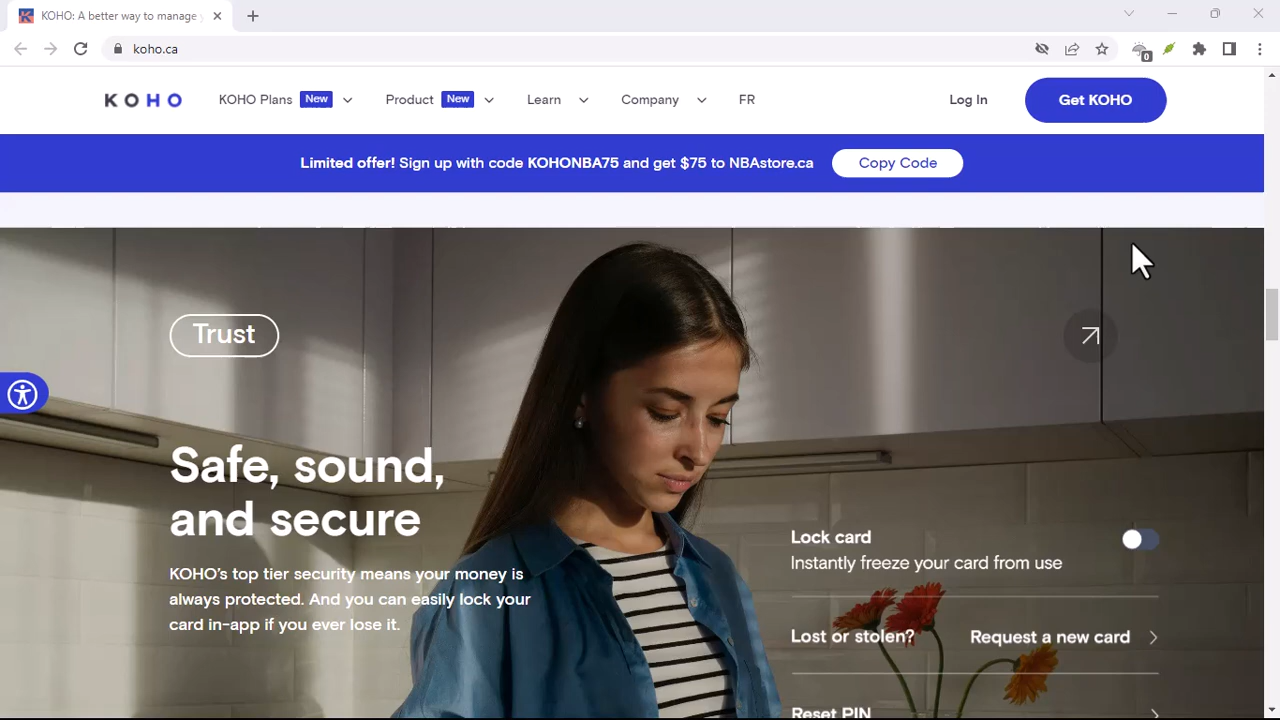 KOHO: A better way to manage
koho.ca
0
KOHO
KOHO Plans New
Product New
Learn
Company
FR
Log In
Get KOHO
Limited offer! Sign up with code KOHONBA75 and get $75 to NBAstore.ca
Copy Code
Trust
Safe, sound,
and secure
KOHO's top tier security means your money is
always protected. And you can easily lock your
card in-app if you ever lose it.
Lock card
Instantly freeze your card from use
Lost or stolen? Request a new card
Reset PIN